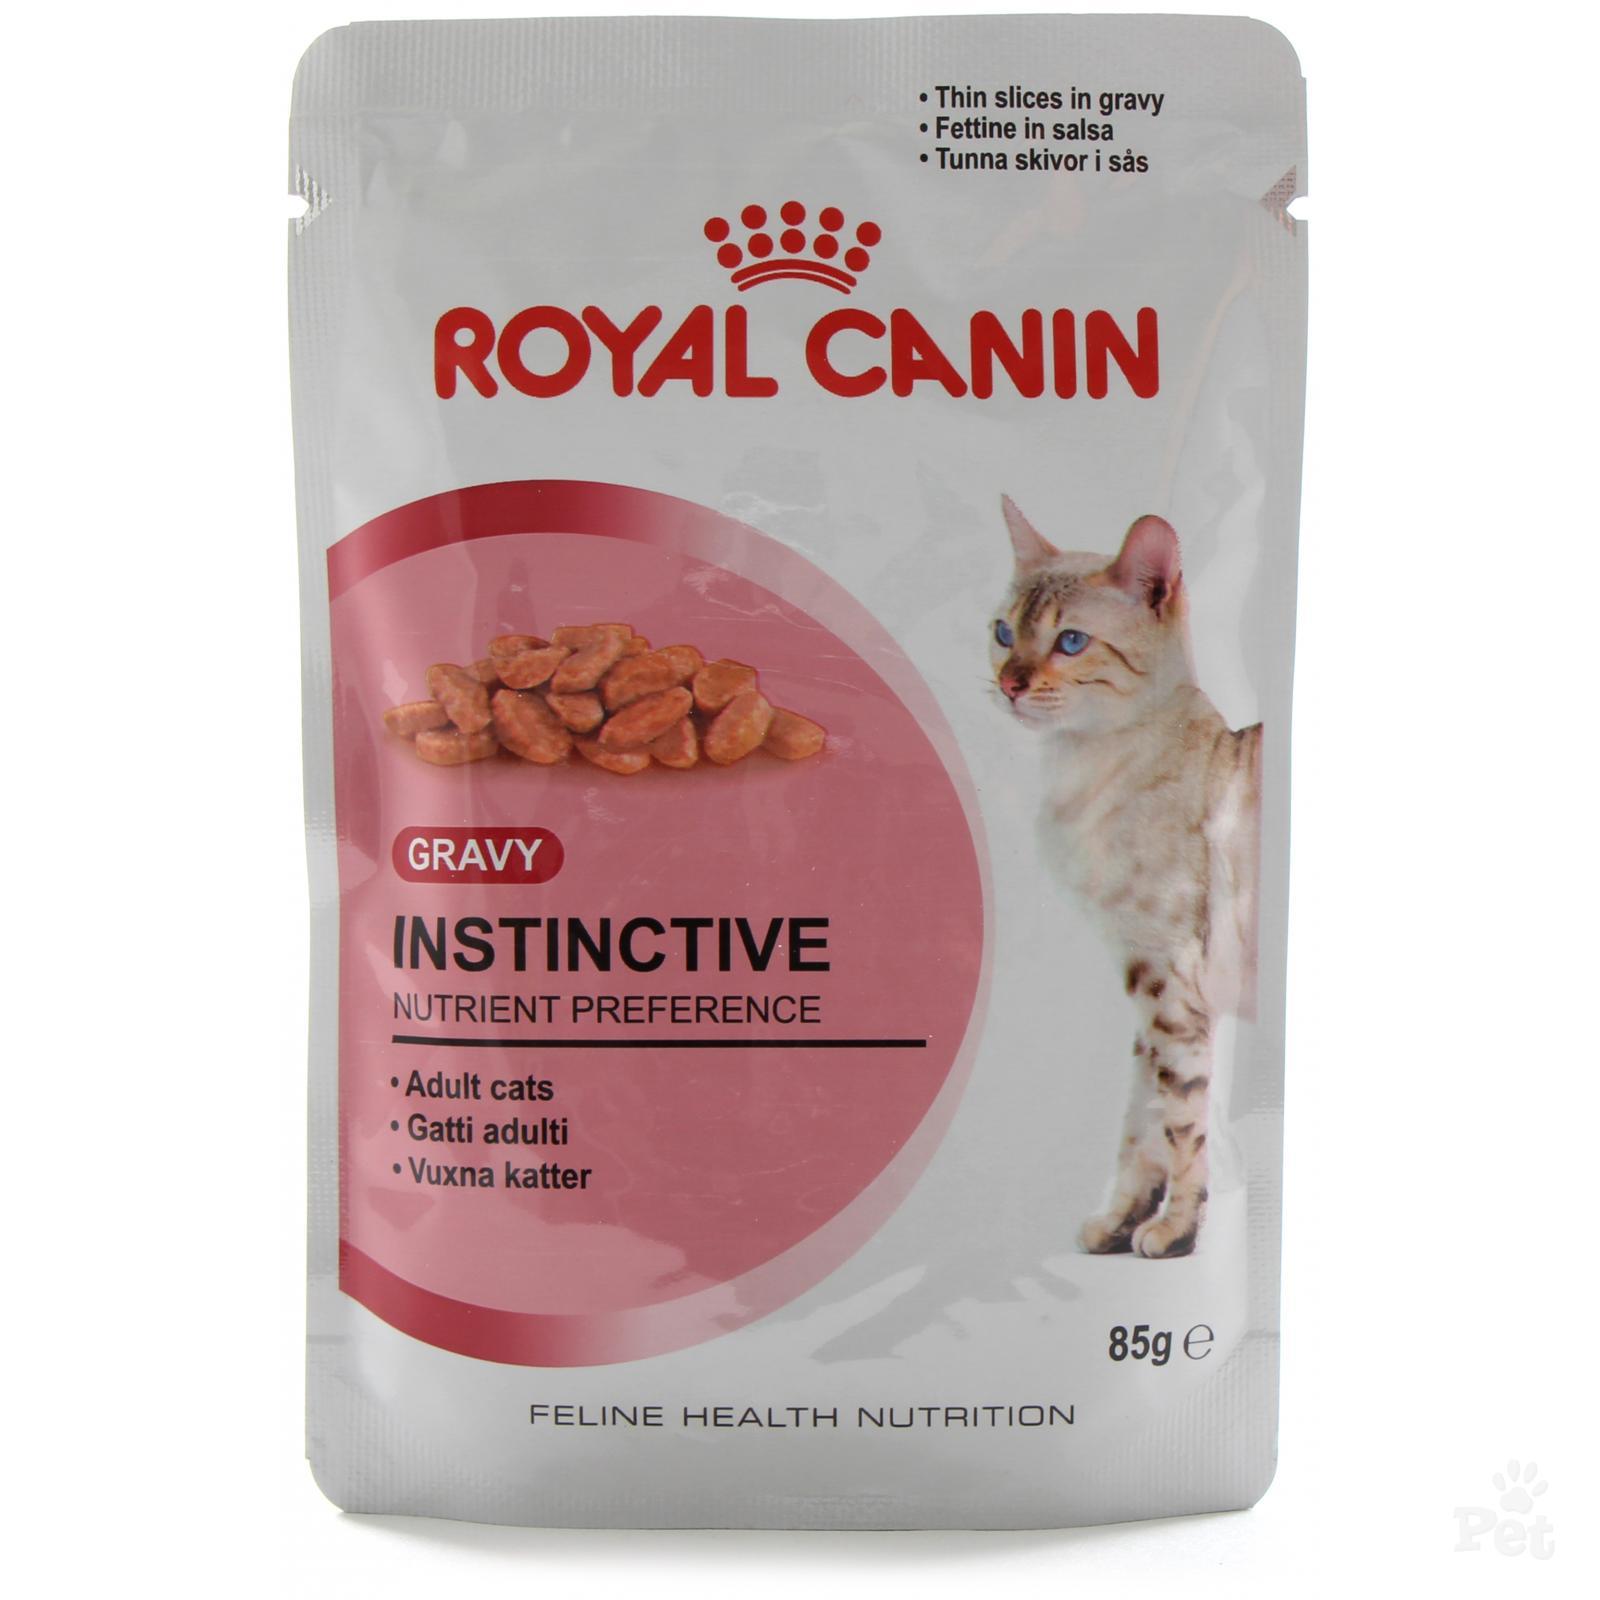 • Thin slices in gravy
• Fettine in salsa
• Tunna skivor i sås
ROYAL CANIN
GRAVY
INSTINCTIVE
NUTRIENT PREFERENCE
• Adult cats
• Gatti adulti
• Vuxna katter
85g ℮
FELINE HEALTH NUTRITION
Pet